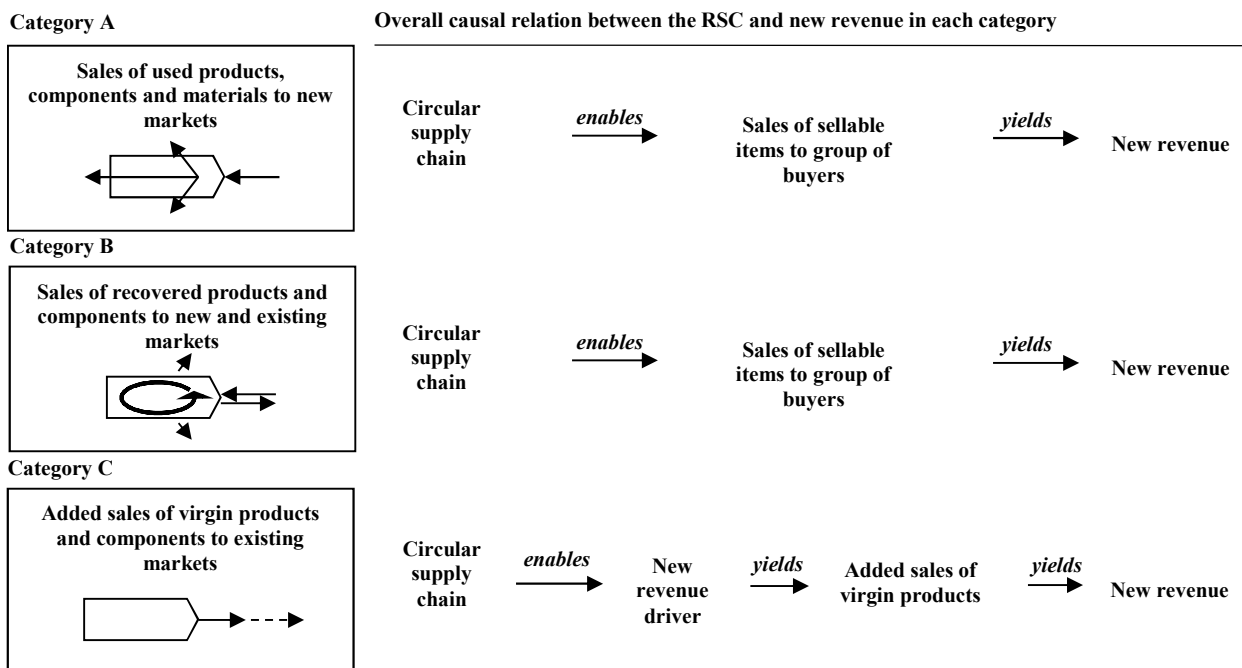 Category A
Overall causal relation between the RSC and new revenue in each category
Sales of used products,
components and materials to new
markets
Circular
supply
chain
enables
Sales of sellable
items to group of
buyers
yields
New revenue
Category B
Sales of recovered products and
components to new and existing
markets
Circular
supply
chain
enables
Sales of sellable
items to group of
buyers
yields
New revenue
Category C
Added sales of virgin products
and components to existing
markets
Circular
supply
chain
enables
New
revenue
driver
yields
Added sales of
virgin products
yields
New revenue